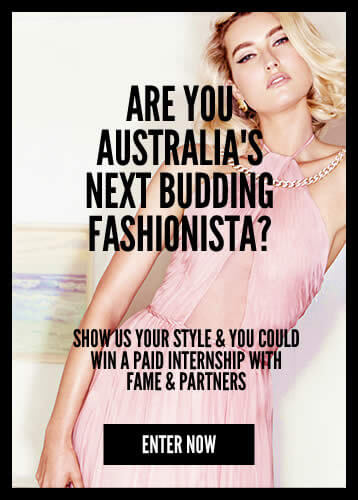 ARE YOU
AUSTRALIA'S
NEXT BUDDING
FASHIONISTA?
SHOW US YOUR STYLE & YOU COULD
WIN A PAID INTERNSHIP WITH
FAME & PARTNERS
ENTER NOW